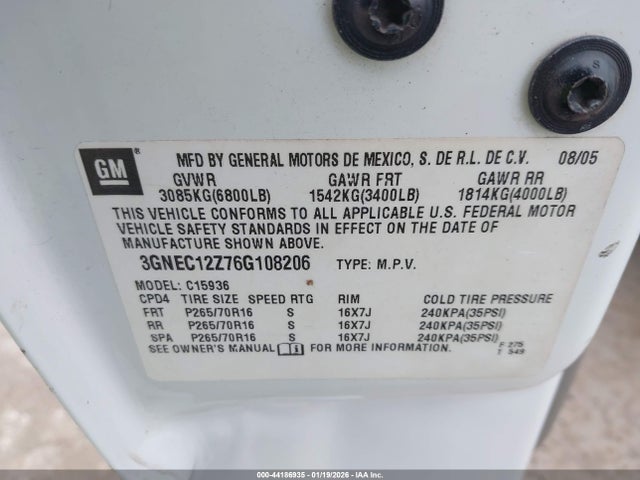 S
GM®
MFD BY GENERAL MOTORS DE MEXICO, S. DE R.L. DE C.V. 08/05
GVWR GAWR FRT GAWR RR
3085KG(6800LB) 1542KG(3400LB) 1814KG(4000LB)
THIS VEHICLE CONFORMS TO ALL APPLICABLE U.S. FEDERAL MOTOR
VEHICLE SAFETY STANDARDS IN EFFECT ON THE DATE OF
MANUFACTURE SHOWN ABOVE.
3GNEC12Z76G108206 TYPE: M.P.V.
MODEL: C15936
CPD4 TIRE SIZE SPEED RTG RIM COLD TIRE PRESSURE
FRT P265/70R16 S 16X7J 240KPA(35PSI)
RR P265/70R16 S 16X7J 240KPA(35PSI)
SPA P265/70R16 S 16X7J 240KPA(35PSI)
SEE OWNER'S MANUAL FOR MORE INFORMATION.
F 275
T 549
000-44186935 - 01/19/2026 - IAAI.COM